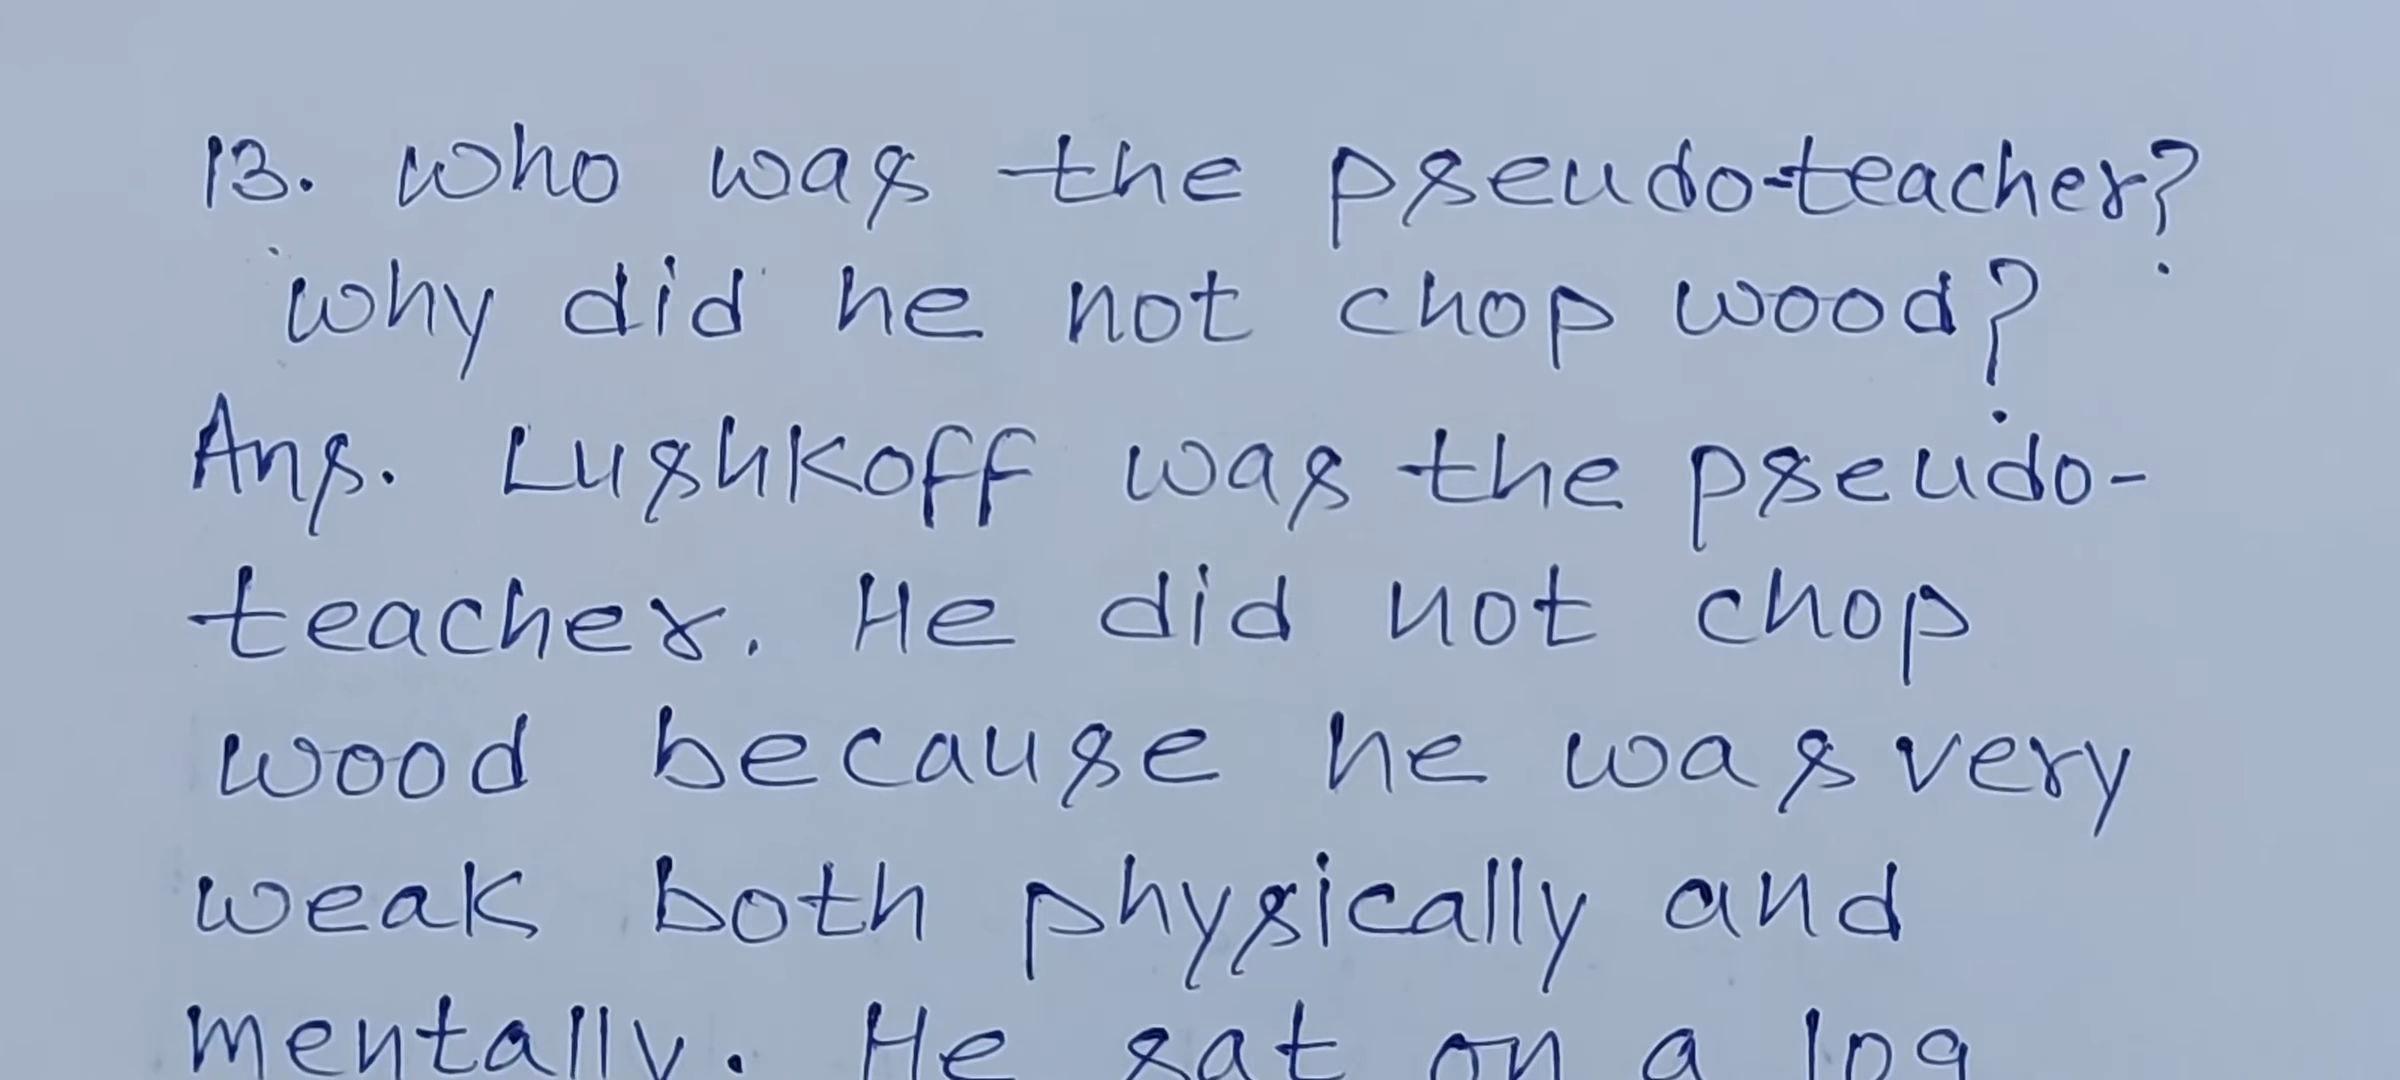 13. Who was the pseudo-teacher?
Why did he not chop wood?
Ans. Lushkoff was the pseudo-
teacher. He did not chop
wood because he was very
weak both physically and
mentally. He sat on a log